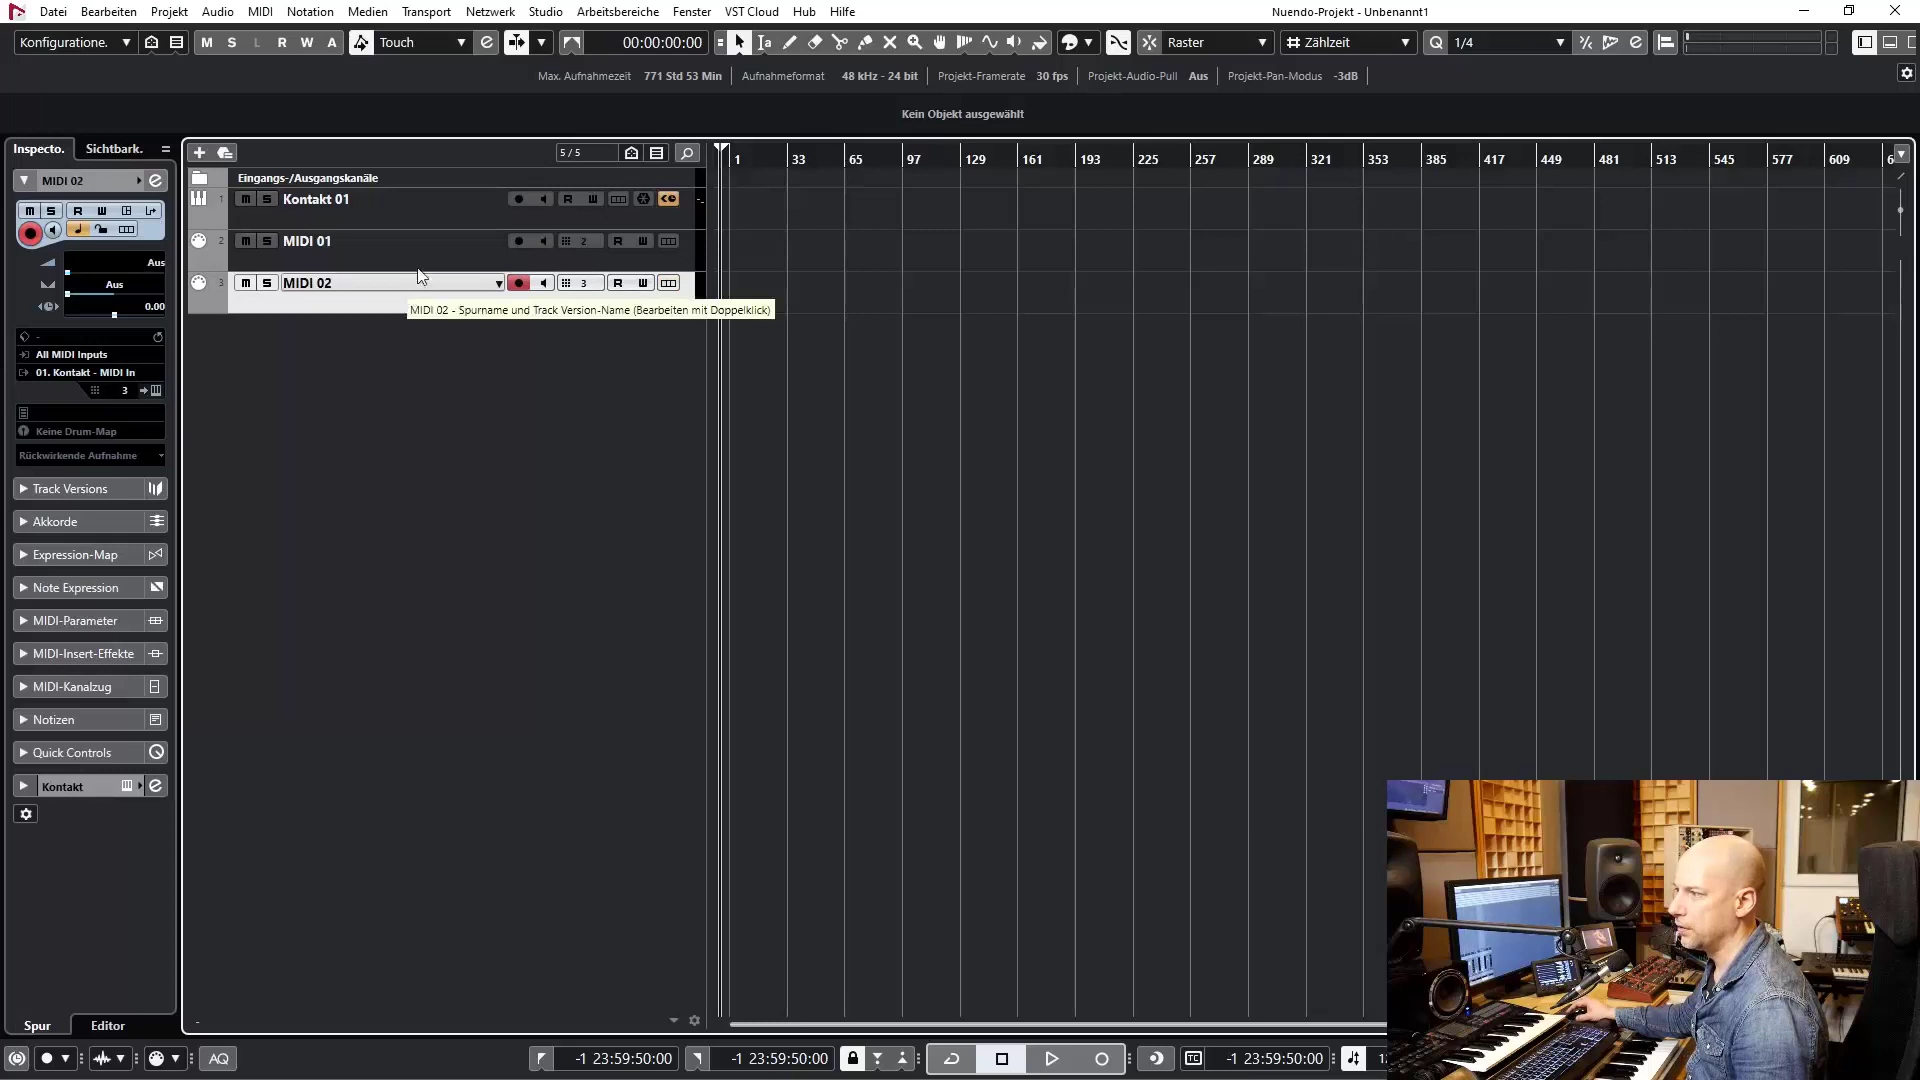 Datei Bearbeiten Projekt Audio MIDI Notation Medien Transport Netzwerk Studio Arbeitsbereiche Fenster VST Cloud Hub Hilfe Nuendo-Projekt - Unbenannt1
Konfiguratione. M S L R W A Touch 00:00:00:00 Raster Zählzeit 1/4
Max. Aufnahmezeit 771 Std 53 Min Aufnahmeformat 48 kHz - 24 bit Projekt-Framerate 30 fps Projekt-Audio-Pull Aus Projekt-Pan-Modus -3dB
Kein Objekt ausgewählt
Inspecto. Sichtbark. 5 / 5
1 33 65 97 129 161 193 225 257 289 321 353 385 417 449 481 513 545 577 609 6
MIDI 02
Eingangs-/Ausgangskanäle
1 M S Kontakt 01 R W
2 M S MIDI 01 2 R W
3 M S MIDI 02 3 R W
MIDI 02 - Spurname und Track Version-Name (Bearbeiten mit Doppelklick)
M S R W
Aus
Aus
0.00
-
All MIDI Inputs
01. Kontakt - MIDI In
3
Keine Drum-Map
Rückwirkende Aufnahme
Track Versions
Akkorde
Expression-Map
Note Expression
MIDI-Parameter
MIDI-Insert-Effekte
MIDI-Kanalzug
Notizen
Quick Controls
Kontakt
Spur Editor
AQ -1 23:59:50:00 -1 23:59:50:00 TC -1 23:59:50:00 12